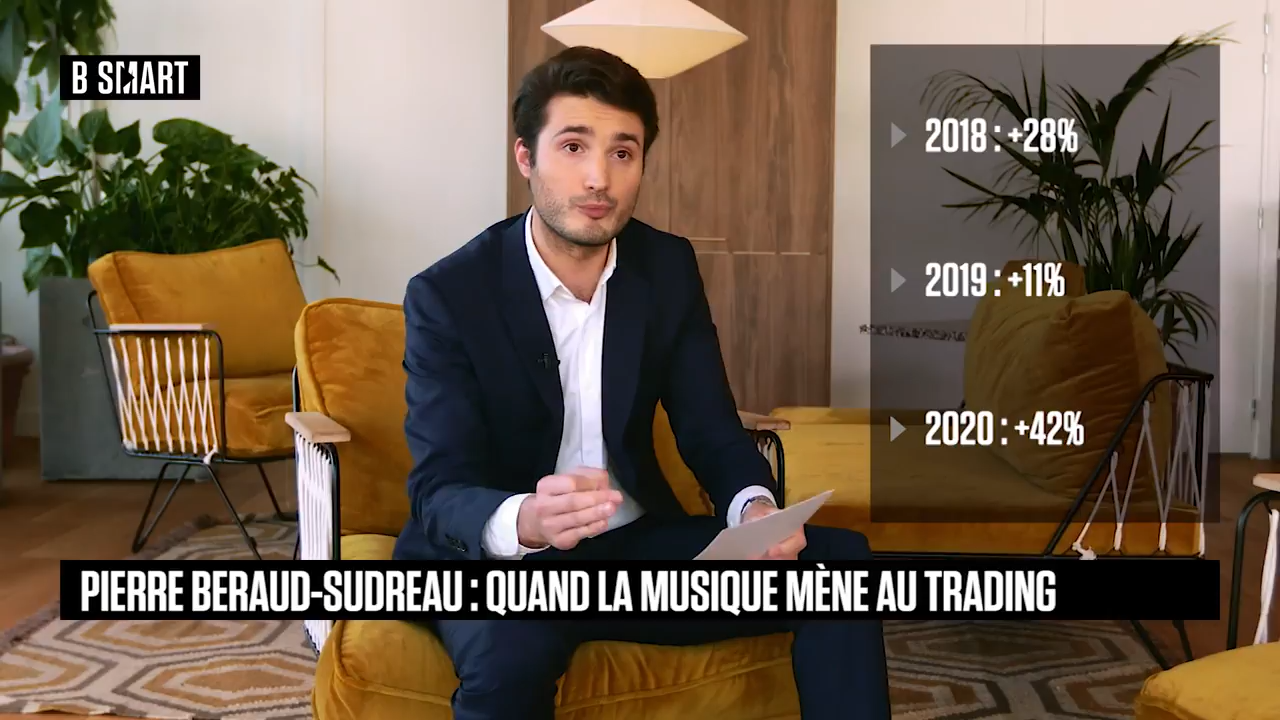 B SMART
2018 : +28%
2019 : +11%
2020 : +42%
PIERRE BERAUD-SUDREAU : QUAND LA MUSIQUE MÈNE AU TRADING